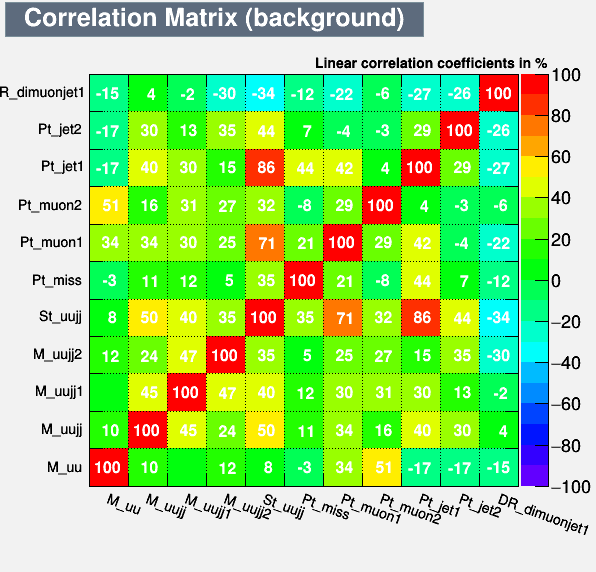 Correlation Matrix (background)
Linear correlation coefficients in %
R_dimuonjet1 -15 4 -2 -30 -34 -12 -22 -6 -27 -26 100
Pt_jet2 -17 30 13 35 44 7 -4 -3 29 100 -26
Pt_jet1 -17 40 30 15 86 44 42 4 100 29 -27
Pt_muon2 51 16 31 27 32 -8 29 100 4 -3 -6
Pt_muon1 34 34 30 25 71 21 100 29 42 -4 -22
Pt_miss -3 11 12 5 35 100 21 -8 44 7 -12
St_uujj 8 50 40 35 100 35 71 32 86 44 -34
M_uujj2 12 24 47 100 35 5 25 27 15 35 -30
M_uujj1 45 100 47 40 12 30 31 30 13 -2
M_uujj 10 100 45 24 50 11 34 16 40 30 4
M_uu 100 10 12 8 -3 34 51 -17 -17 -15
M_uu M_uujj M_uujj1 M_uujj2 St_uujj Pt_miss Pt_muon1 Pt_muon2 Pt_jet1 Pt_jet2 DR_dimuonjet1
100
80
60
40
20
0
−20
−40
−60
−80
−100